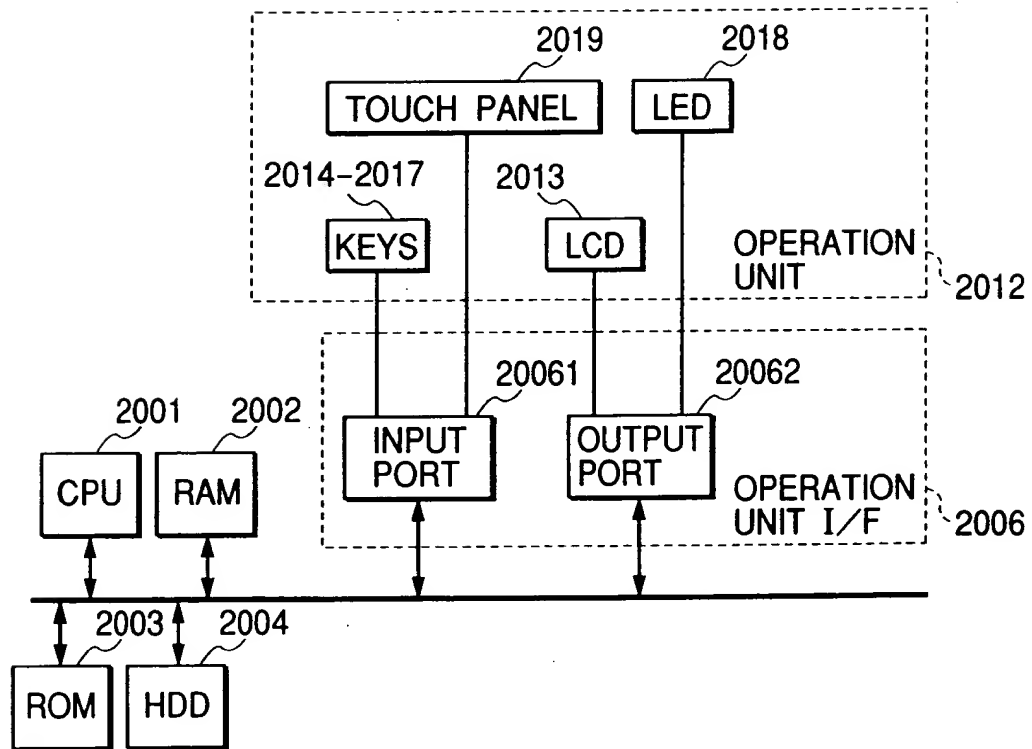 2019
2018
TOUCH PANEL
LED
2014-2017
2013
KEYS
LCD
OPERATION
UNIT
2012
20061
20062
2001
2002
INPUT
PORT
OUTPUT
PORT
CPU
RAM
OPERATION
UNIT I/F
2006
2003
2004
ROM
HDD